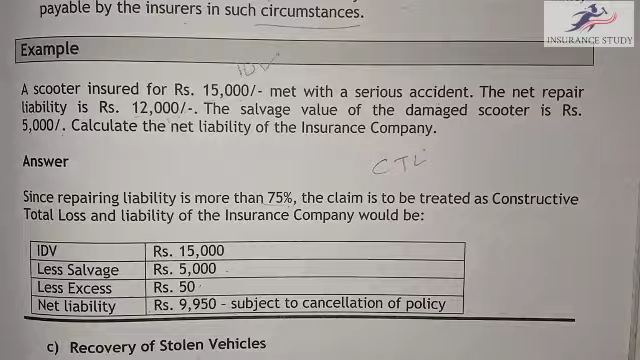 payable by the insurers in such circumstances.
INSURANCE STUDY
Example
IDV
A scooter insured for Rs. 15,000/- met with a serious accident. The net repair
liability is Rs. 12,000/-. The salvage value of the damaged scooter is Rs.
5,000/. Calculate the net liability of the Insurance Company.
Answer
CTL
Since repairing liability is more than 75%, the claim is to be treated as Constructive
Total Loss and liability of the Insurance Company would be:
IDV Rs. 15,000
Less Salvage Rs. 5,000
Less Excess Rs. 50
Net liability Rs. 9,950 – subject to cancellation of policy
c) Recovery of Stolen Vehicles